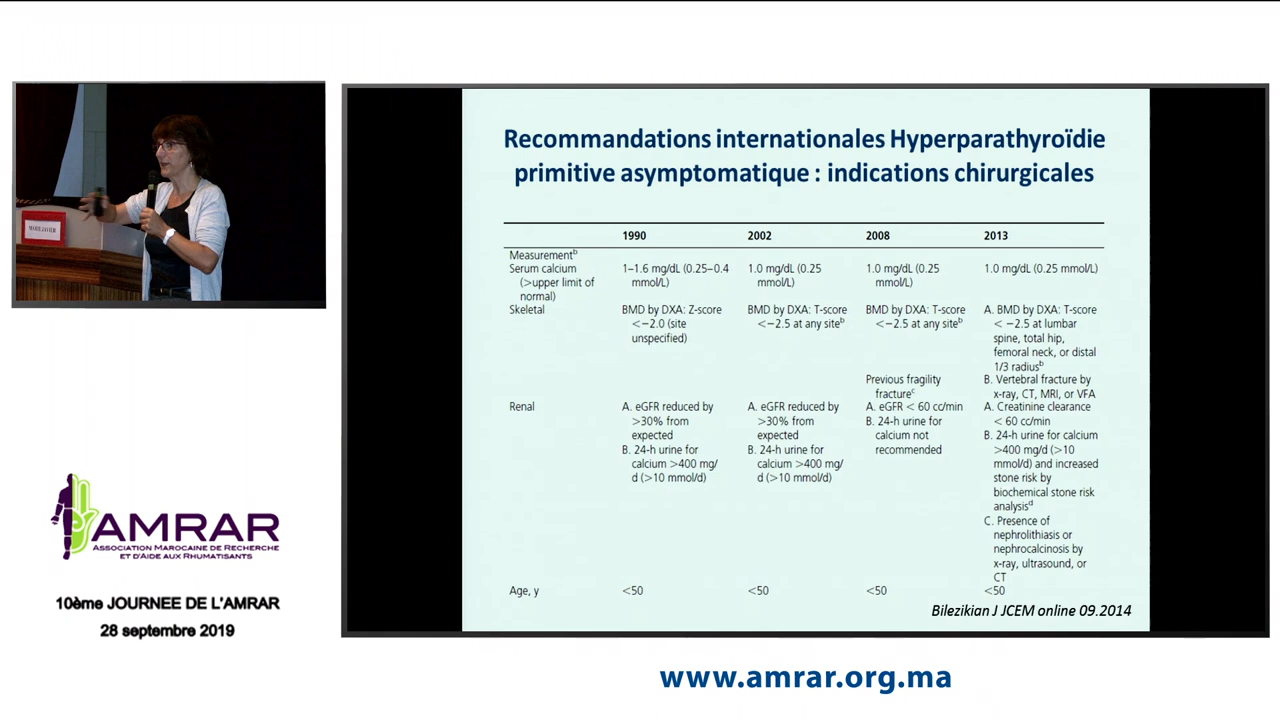 Recommandations internationales Hyperparathyroïdie
primitive asymptomatique : indications chirurgicales
1990 2002 2008 2013
Measurementᵇ
Serum calcium 1–1.6 mg/dL (0.25–0.4 1.0 mg/dL (0.25 1.0 mg/dL (0.25 1.0 mg/dL (0.25 mmol/L)
(>upper limit of mmol/L) mmol/L) mmol/L)
normal)
Skeletal BMD by DXA: Z-score BMD by DXA: T-score BMD by DXA: T-score A. BMD by DXA: T-score
<−2.0 (site <−2.5 at any siteᵇ <−2.5 at any siteᵇ < −2.5 at lumbar
unspecified) spine, total hip,
femoral neck, or distal
1/3 radiusᵇ
Previous fragility B. Vertebral fracture by
fractureᶜ x-ray, CT, MRI, or VFA
Renal A. eGFR reduced by A. eGFR reduced by A. eGFR < 60 cc/min A. Creatinine clearance
>30% from >30% from B. 24-h urine for < 60 cc/min
expected expected calcium not B. 24-h urine for calcium
B. 24-h urine for B. 24-h urine for recommended >400 mg/d (>10
calcium >400 mg/ calcium >400 mg/ mmol/d) and increased
d (>10 mmol/d) d (>10 mmol/d) stone risk by
biochemical stone risk
analysisᵈ
C. Presence of
nephrolithiasis or
nephrocalcinosis by
x-ray, ultrasound, or
CT
Age, y <50 <50 <50 <50
Bilezikian J JCEM online 09.2014
AMRAR
ASSOCIATION MAROCAINE DE RECHERCHE
ET D'AIDE AUX RHUMATISANTS
10ème JOURNEE DE L'AMRAR
28 septembre 2019
www.amrar.org.ma